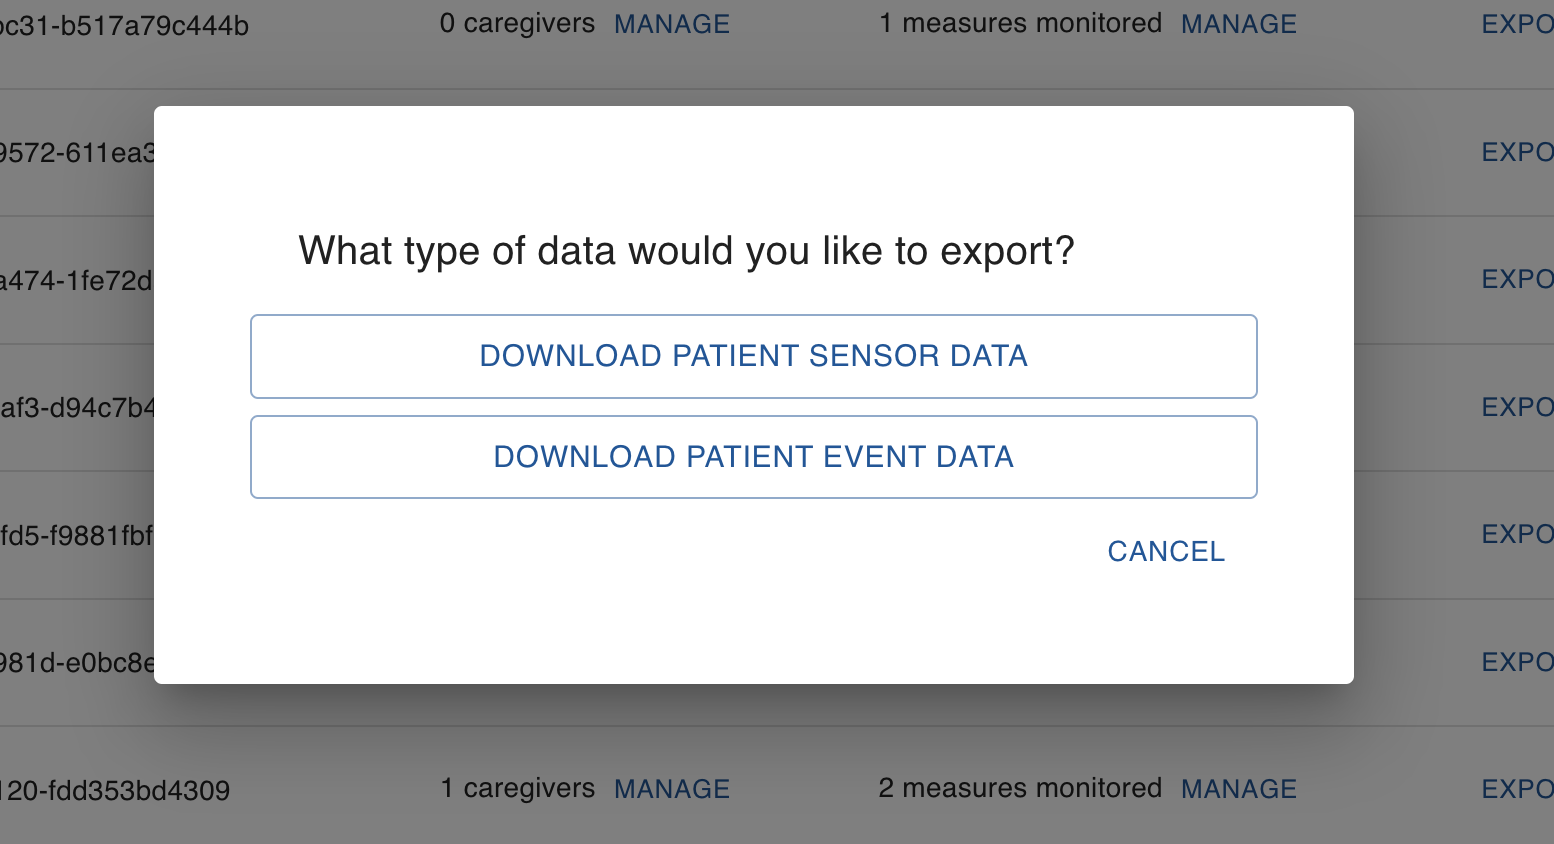 bc31-b517a79c444b 0 caregivers MANAGE 1 measures monitored MANAGE EXPO
9572-611ea3 EXPO
What type of data would you like to export?
a474-1fe72d EXPO
DOWNLOAD PATIENT SENSOR DATA
af3-d94c7b4 EXPO
DOWNLOAD PATIENT EVENT DATA
fd5-f9881fbf EXPO
CANCEL
981d-e0bc8e EXPO
120-fdd353bd4309 1 caregivers MANAGE 2 measures monitored MANAGE EXPO